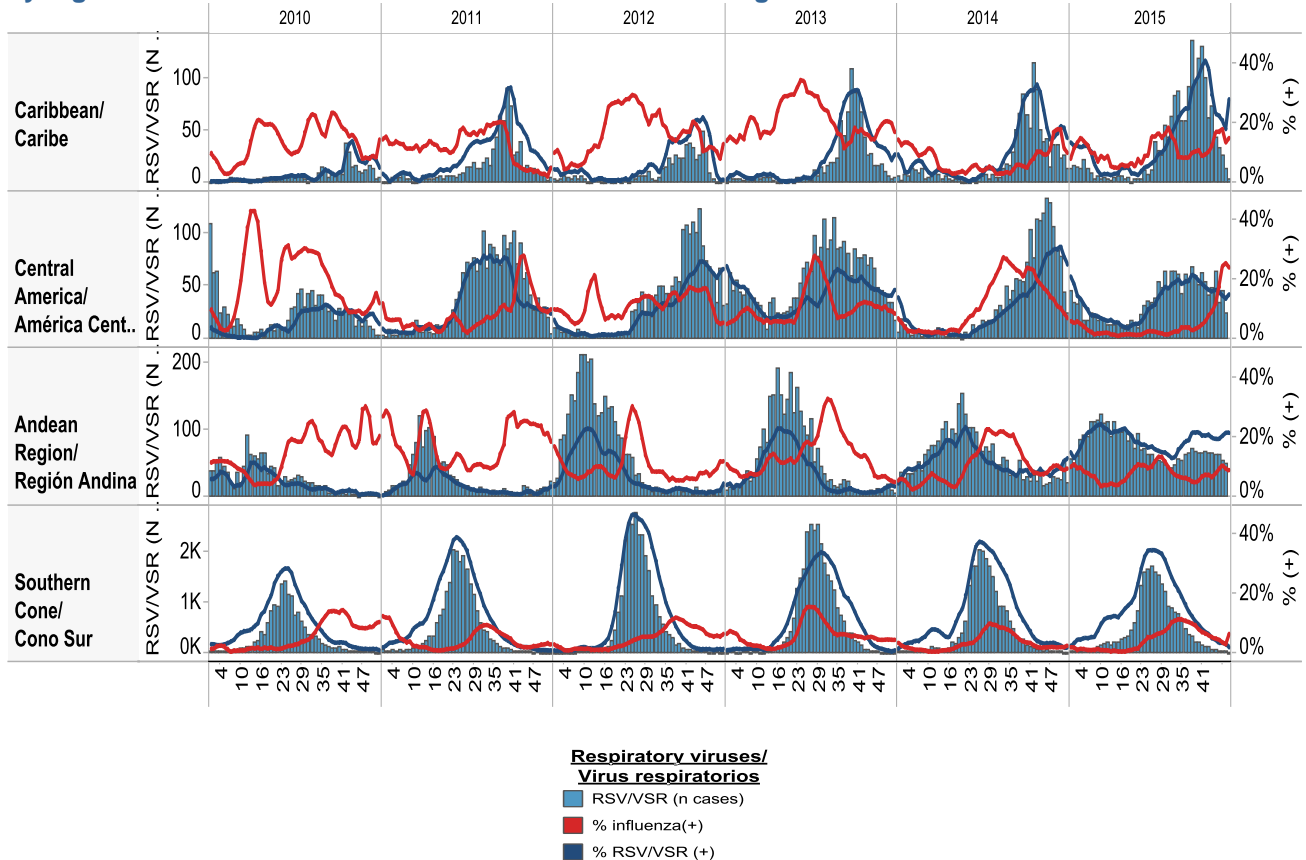 2010 2011 2012 2013 2014 2015
Caribbean/
Caribe
RSV/VSR (N ..
100
50
0
40%
20%
0%
% (+)
Central
America/
América Cent..
RSV/VSR (N ..
100
50
0
40%
20%
0%
% (+)
Andean
Region/
Región Andina
RSV/VSR (N ..
200
100
0
40%
20%
0%
% (+)
Southern
Cone/
Cono Sur
RSV/VSR (N ..
2K
1K
0K
40%
20%
0%
% (+)
4 10 16 23 29 35 41 47 4 10 16 23 29 35 41 47 4 10 16 23 29 35 41 47 4 10 16 23 29 35 41 47 4 10 16 23 29 35 41 47 4 10 16 23 29 35 41
Respiratory viruses/
Virus respiratorios
RSV/VSR (n cases)
% influenza(+)
% RSV/VSR (+)